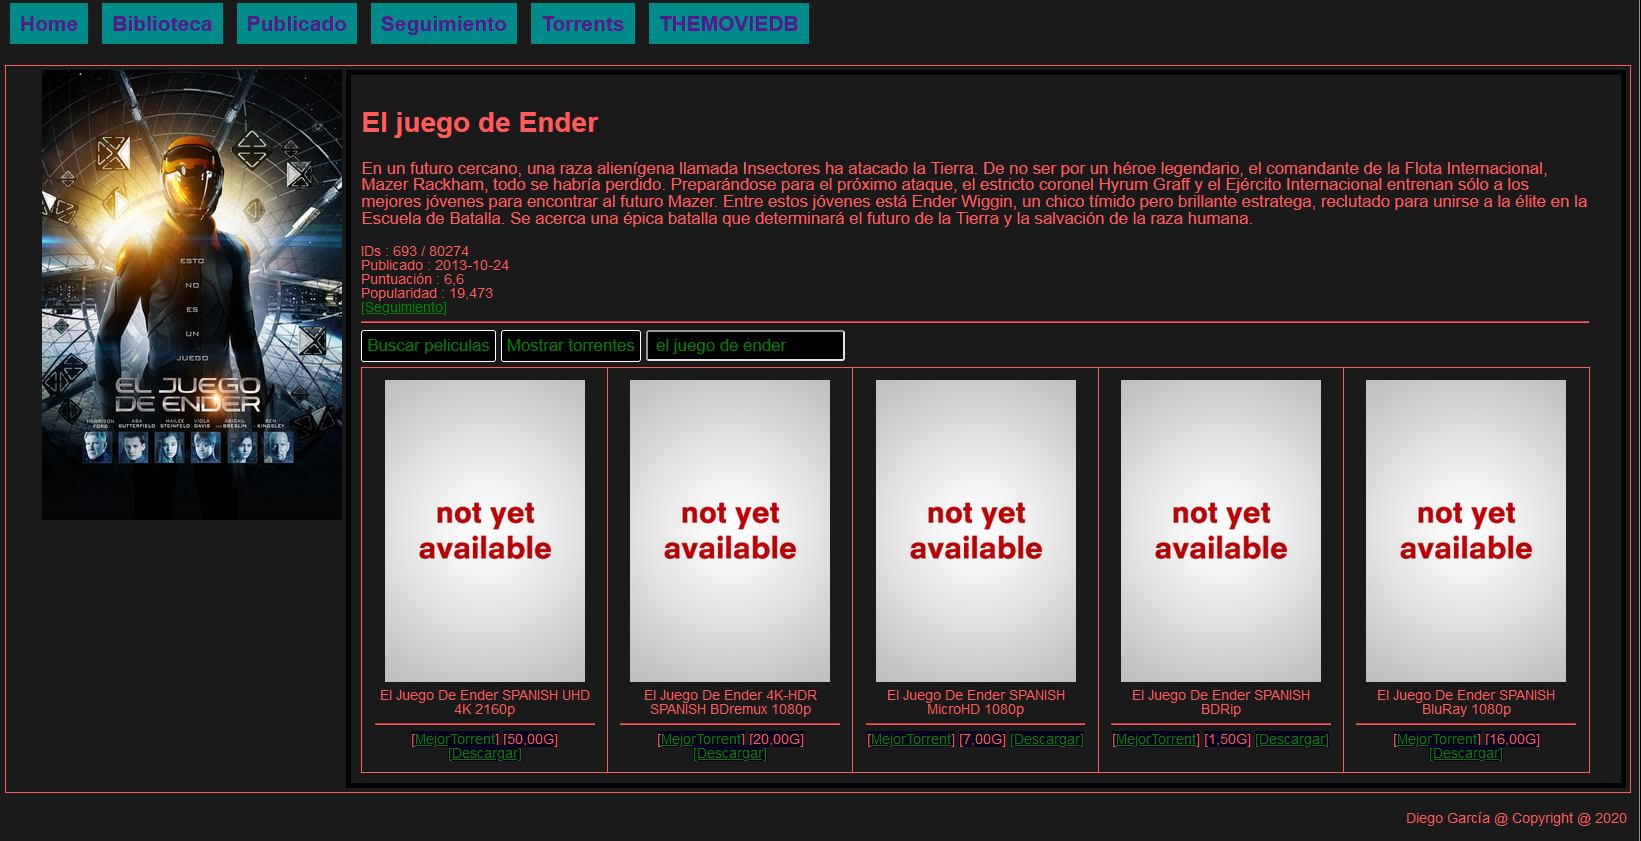 Home Biblioteca Publicado Seguimiento Torrents THEMOVIEDB
ESTO
NO
ES
UN
JUEGO
EL JUEGO
DE ENDER
HARRISON FORD ASA BUTTERFIELD HAILEE STEINFELD VIOLA DAVIS ABIGAIL BRESLIN BEN KINGSLEY
El juego de Ender
En un futuro cercano, una raza alienígena llamada Insectores ha atacado la Tierra. De no ser por un héroe legendario, el comandante de la Flota Internacional,
Mazer Rackham, todo se habría perdido. Preparándose para el próximo ataque, el estricto coronel Hyrum Graff y el Ejército Internacional entrenan sólo a los
mejores jóvenes para encontrar al futuro Mazer. Entre estos jóvenes está Ender Wiggin, un chico tímido pero brillante estratega, reclutado para unirse a la élite en la
Escuela de Batalla. Se acerca una épica batalla que determinará el futuro de la Tierra y la salvación de la raza humana.
IDs : 693 / 80274
Publicado : 2013-10-24
Puntuación : 6,6
Popularidad : 19,473
[Seguimiento]
Buscar peliculas Mostrar torrentes el juego de ender
not yet
available
El Juego De Ender SPANISH UHD
4K 2160p
[MejorTorrent] [50,00G]
[Descargar]
not yet
available
El Juego De Ender 4K-HDR
SPANISH BDremux 1080p
[MejorTorrent] [20,00G]
[Descargar]
not yet
available
El Juego De Ender SPANISH
MicroHD 1080p
[MejorTorrent] [7,00G] [Descargar]
not yet
available
El Juego De Ender SPANISH
BDRip
[MejorTorrent] [1,50G] [Descargar]
not yet
available
El Juego De Ender SPANISH
BluRay 1080p
[MejorTorrent] [16,00G]
[Descargar]
Diego García @ Copyright @ 2020